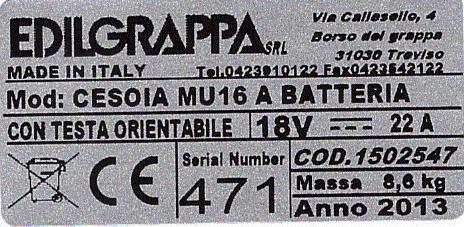 EDILGRAPPA SRL
Via Callesello, 4
Borso del grappa
31030 Treviso
MADE IN ITALY Tel.0423910122 Fax0423542122
Mod: CESOIA MU16 A BATTERIA
CON TESTA ORIENTABILE 18V 22 A
CE
Serial Number
471
COD.1502547
Massa 8,6 kg
Anno 2013